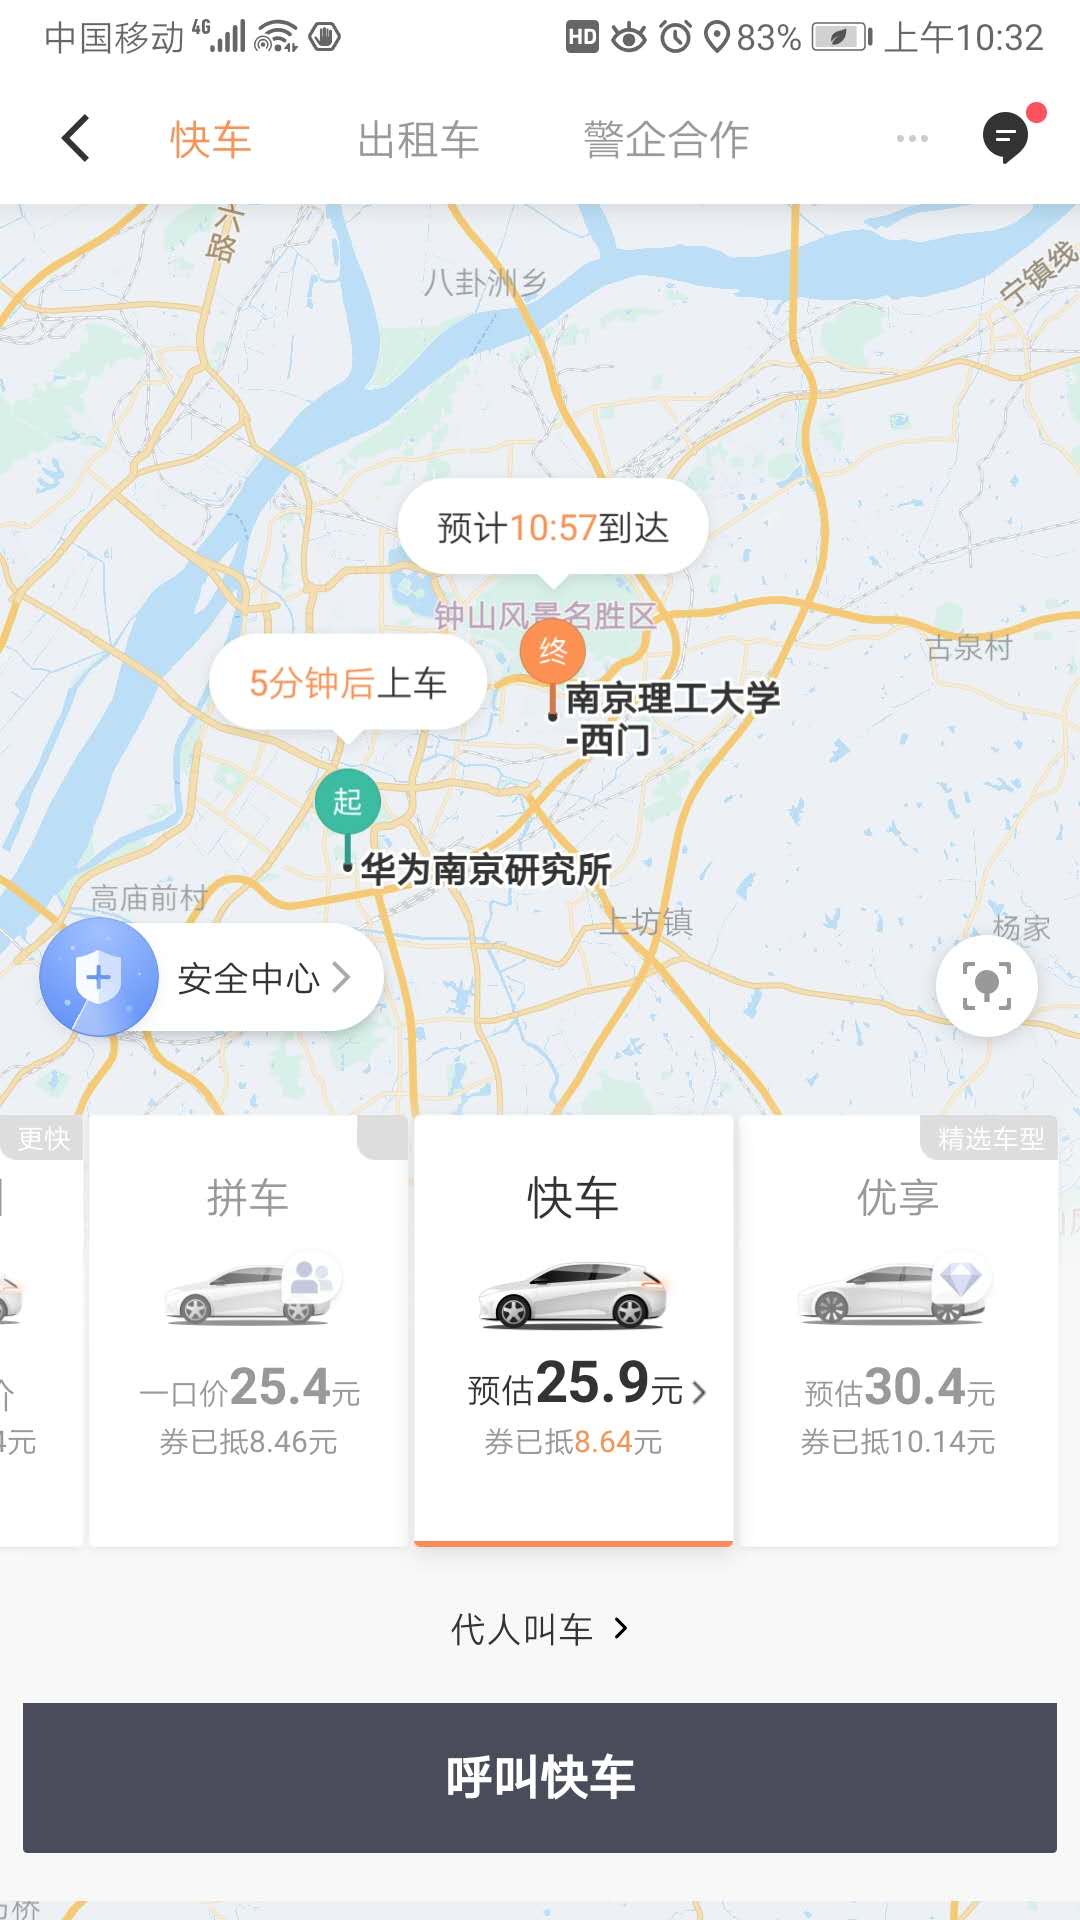 中国移动 4G HD 83% 上午10:32
快车 出租车 警企合作 ...
六路
八卦洲乡
宁镇线
预计10:57到达
钟山风景名胜区
终
古泉村
5分钟后上车
南京理工大学
-西门
起
华为南京研究所
高庙前村
上坊镇
杨家
安全中心
更快 精选车型
拼车 快车 优享
一口价25.4元 预估25.9元 预估30.4元
4元 券已抵8.46元 券已抵8.64元 券已抵10.14元
代人叫车
呼叫快车